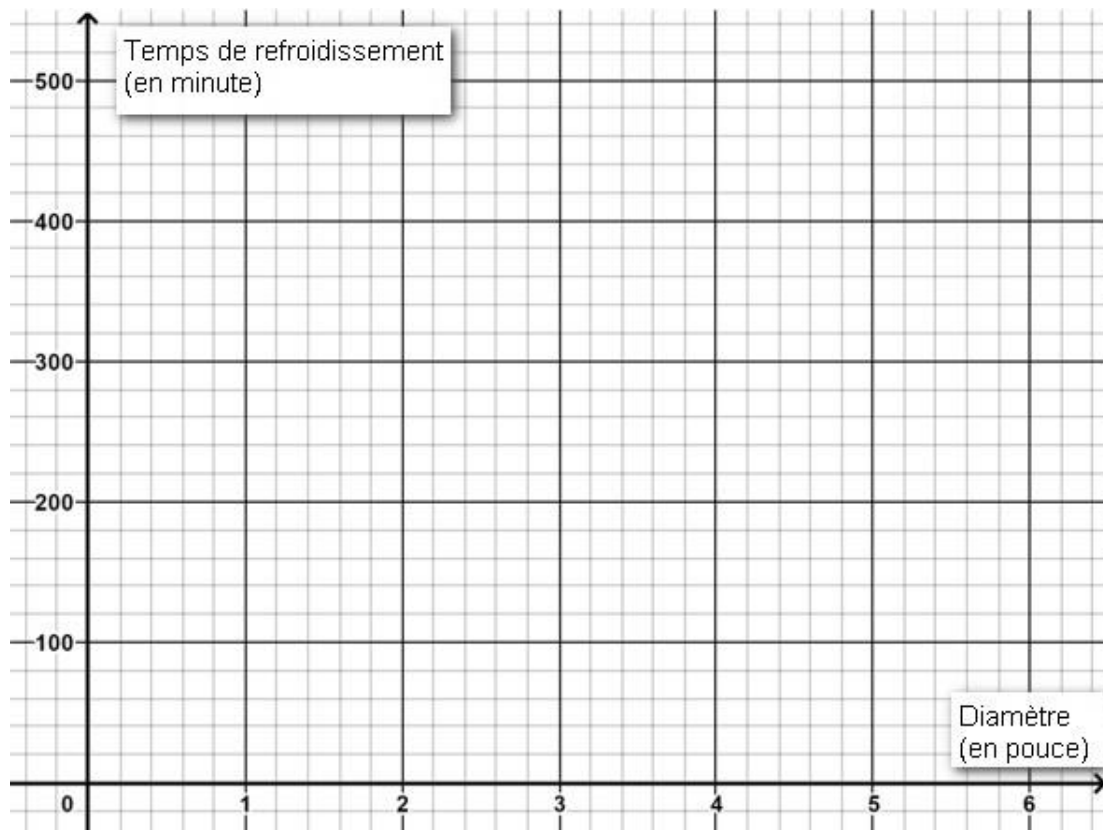 Temps de refroidissement
(en minute)
500
400
300
200
100
Diamètre
(en pouce)
0 1 2 3 4 5 6